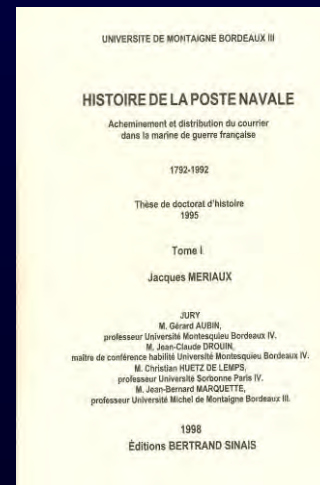 UNIVERSITE DE MONTAIGNE BORDEAUX III
HISTOIRE DE LA POSTE NAVALE
Acheminement et distribution du courrier
dans la marine de guerre française
1792-1992
Thèse de doctorat d'histoire
1995
Tome I
Jacques MERIAUX
JURY
M. Gérard AUBIN,
professeur Université Montesquieu Bordeaux IV.
M. Jean-Claude DROUIN,
maître de conférence habilité Université Montesquieu Bordeaux IV.
M. Christian HUETZ DE LEMPS,
professeur Université Sorbonne Paris IV.
M. Jean-Bernard MARQUETTE,
professeur Université Michel de Montaigne Bordeaux III.
1998
Éditions BERTRAND SINAIS